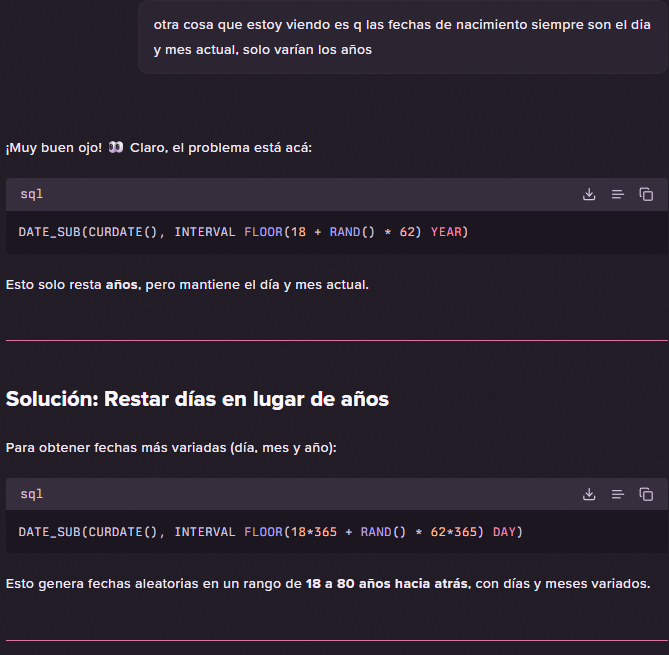 otra cosa que estoy viendo es q las fechas de nacimiento siempre son el dia
y mes actual, solo varían los años
¡Muy buen ojo! 👀 Claro, el problema está acá:
sql
DATE_SUB(CURDATE(), INTERVAL FLOOR(18 + RAND() * 62) YEAR)
Esto solo resta años, pero mantiene el día y mes actual.
Solución: Restar días en lugar de años
Para obtener fechas más variadas (día, mes y año):
sql
DATE_SUB(CURDATE(), INTERVAL FLOOR(18*365 + RAND() * 62*365) DAY)
Esto genera fechas aleatorias en un rango de 18 a 80 años hacia atrás, con días y meses variados.